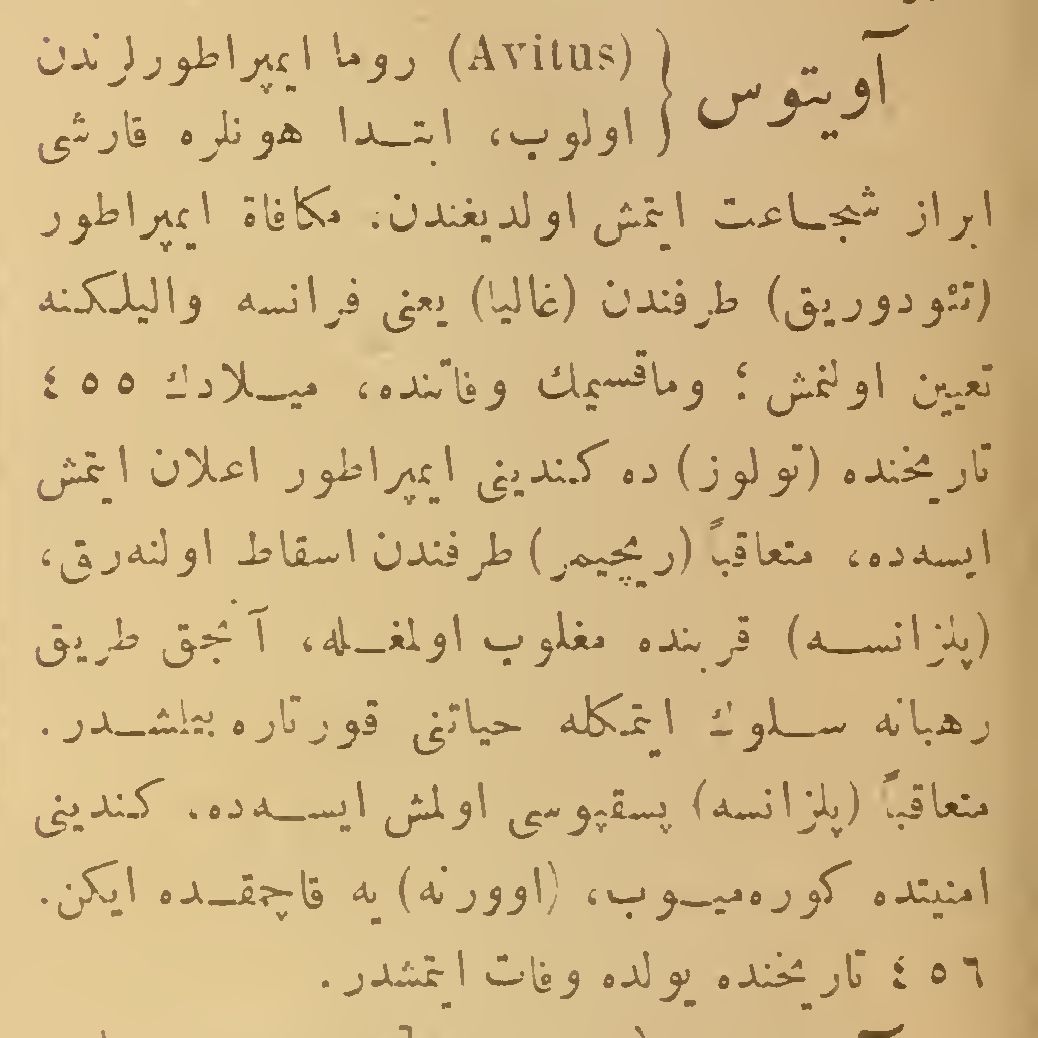 آویتوس { (Avitus) روما ایمپراطورلرندن
اولوب، ابتدا هونلره قارشی
ابراز شجاعت ایتمش اولدیغندن، مکافاة ایمپراطور
(تئودوریق) طرفندن (غالیا) یعنی فرانسه والیلکنه
تعیین اولنمش؛ وماقسیمك وفاتنده، میلادك ٤٥٥
تاریخنده (تولوز) ده کندینی ایمپراطور اعلان ایتمش
ایسه‌ده، متعاقباً (ریچیمر) طرفندن اسقاط اولنه‌رق،
(پلزانسه) قربنده مغلوب اولمغله، آنجق طریق
رهبانه سلوك ایتمکله حیاتنی قورتاره بیلمشدر.
متعاقباً (پلزانسه) پسقپوسی اولمش ایسه‌ده، کندینی
امنیتده کوره‌میوب، (اوورنه) یه قاچمقده ایکن.
٤٥٦ تاریخنده یولده وفات ایتمشدر.